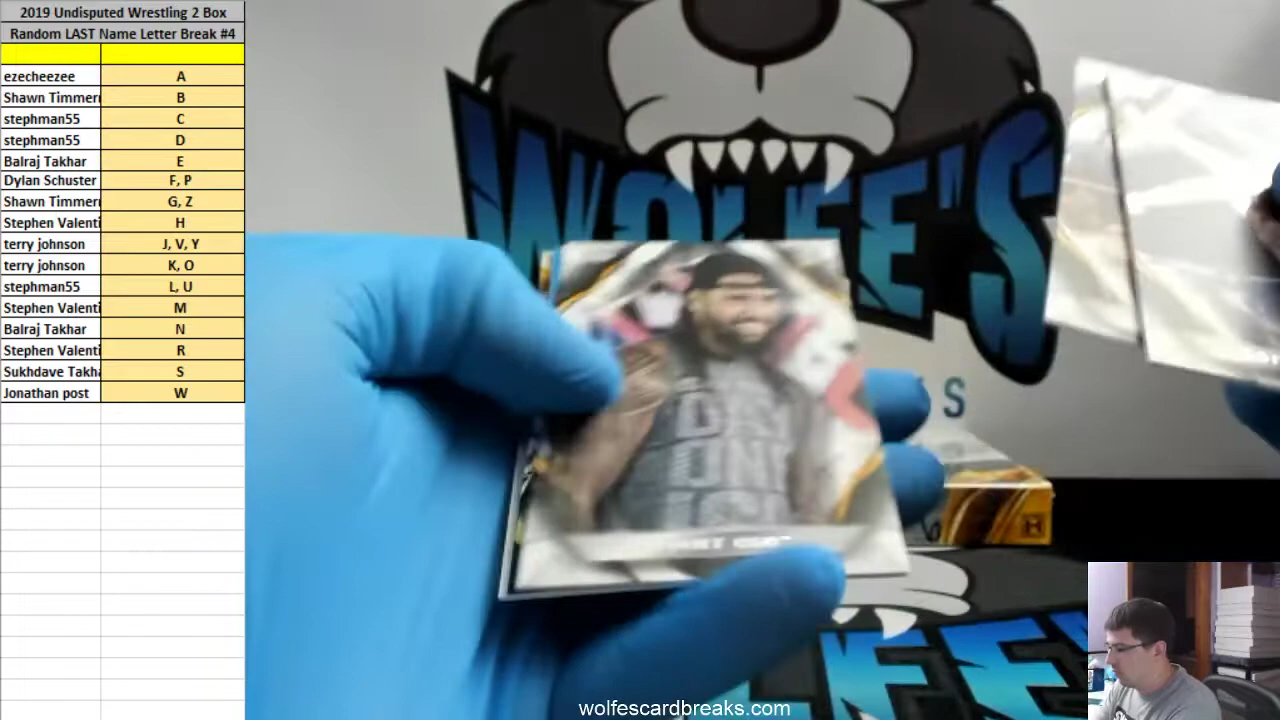 2019 Undisputed Wrestling 2 Box
Random LAST Name Letter Break #4
ezecheezee A
Shawn Timmer B
stephman55 C
stephman55 D
Balraj Takhar E
Dylan Schuster F, P
Shawn Timmer G, Z
Stephen Valenti H
terry johnson J, V, Y
terry johnson K, O
stephman55 L, U
Stephen Valenti M
Balraj Takhar N
Stephen Valenti R
Sukhdave Takha S
Jonathan post W
WOLFE'S
S
wolfescardbreaks.com